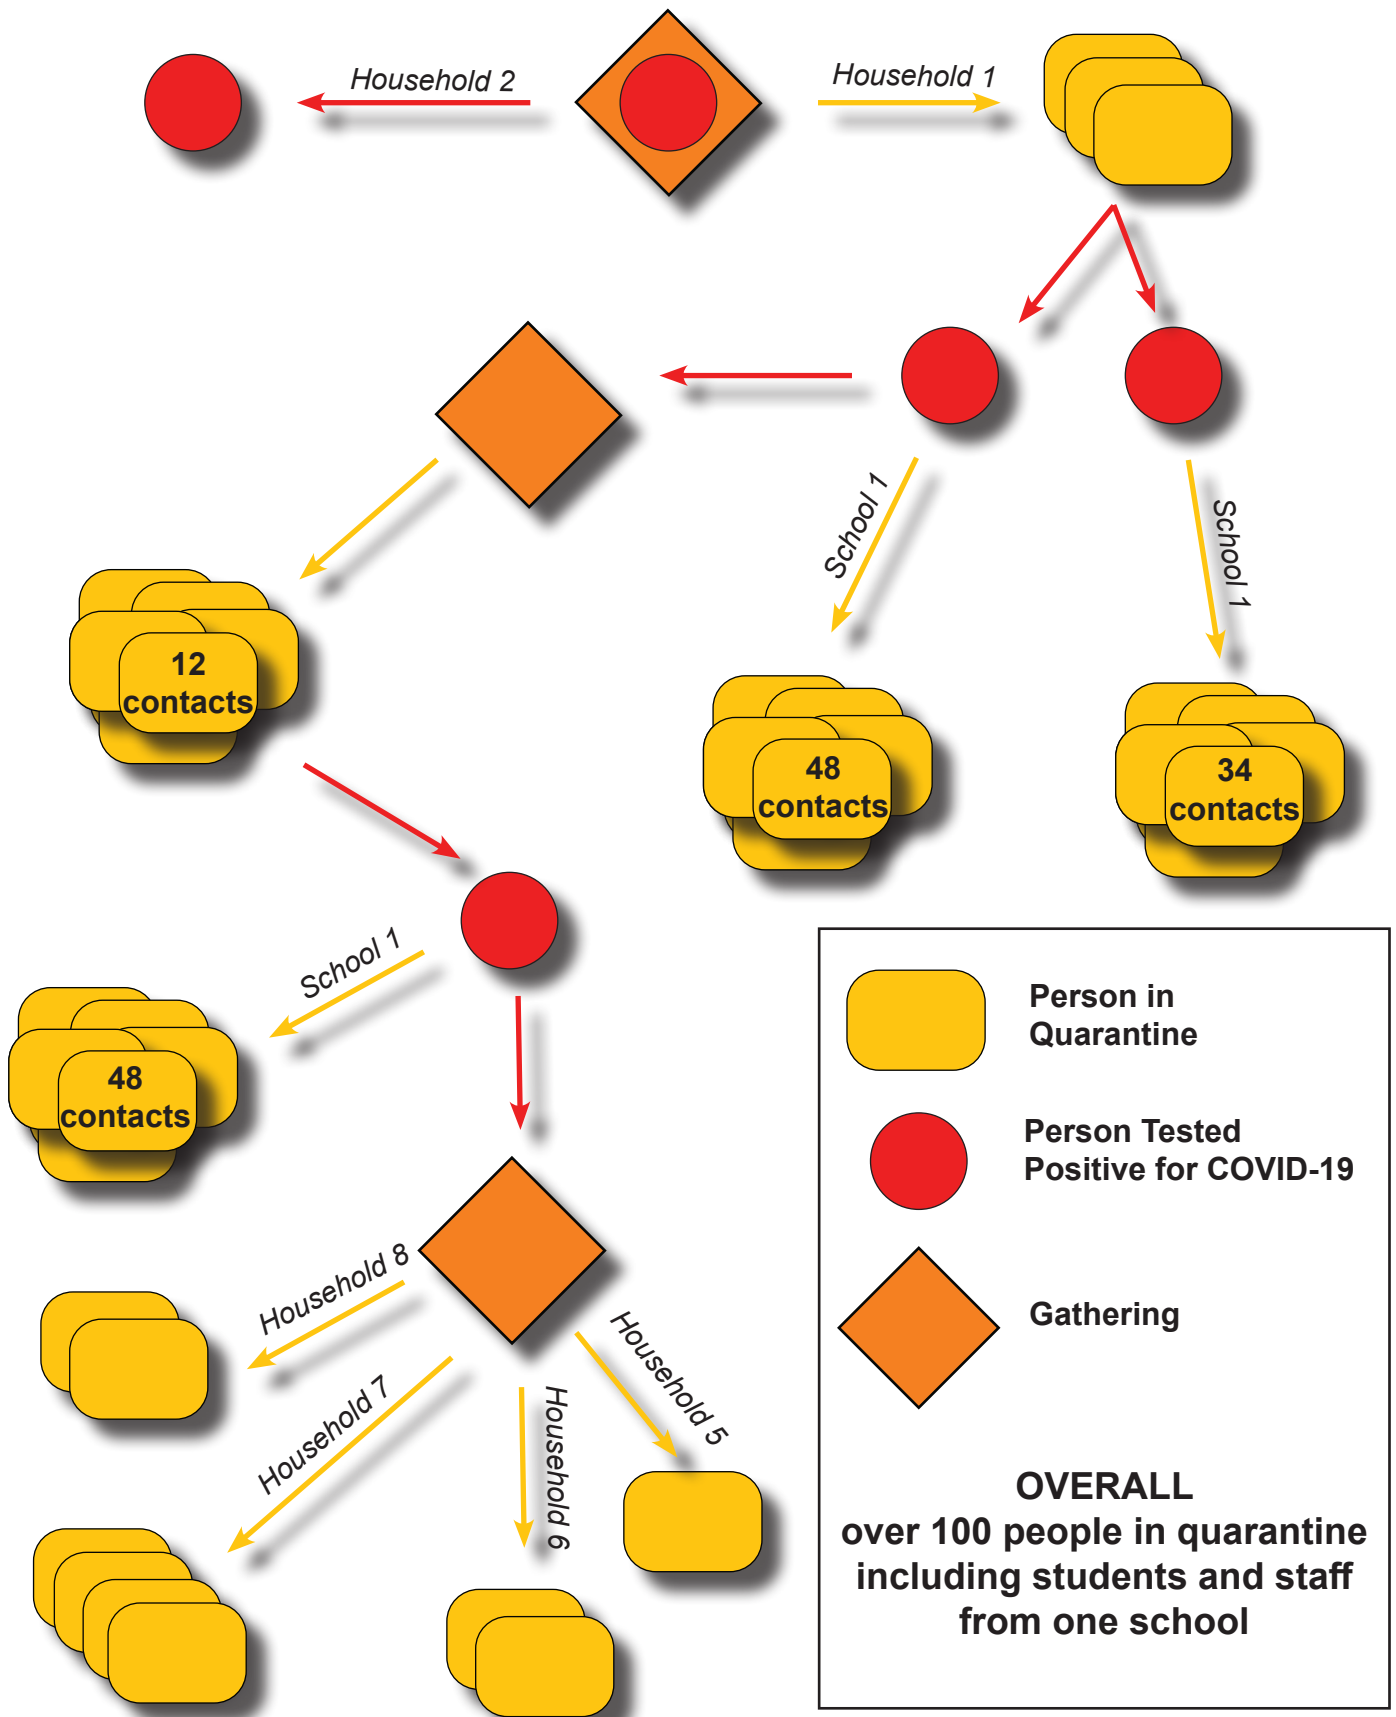 Household 2
Household 1
School 1
School 1
12
contacts
48
contacts
34
contacts
School 1
48
contacts
Household 8
Household 7
Household 6
Household 5
Person in
Quarantine
Person Tested
Positive for COVID-19
Gathering
OVERALL
over 100 people in quarantine
including students and staff
from one school